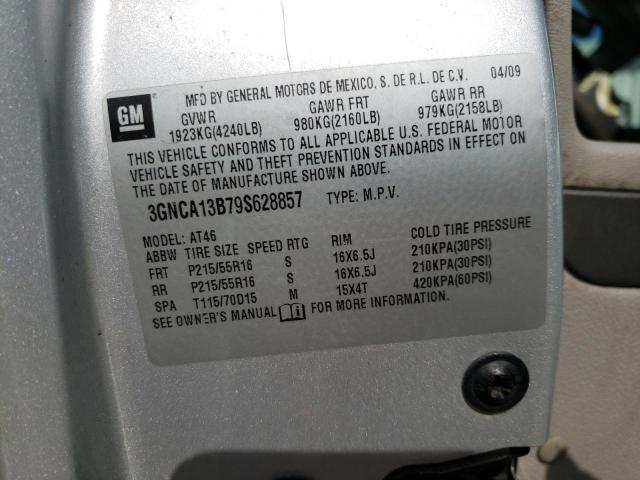 GM
MFD BY GENERAL MOTORS DE MEXICO, S. DE R.L. DE C.V. 04/09
GVWR GAWR FRT GAWR RR
1923KG(4240LB) 980KG(2160LB) 979KG(2158LB)
THIS VEHICLE CONFORMS TO ALL APPLICABLE U.S. FEDERAL MOTOR
VEHICLE SAFETY AND THEFT PREVENTION STANDARDS IN EFFECT ON
THE DATE OF MANUFACTURE SHOWN ABOVE.
3GNCA13B79S628857 TYPE: M.P.V.
MODEL: AT46
ABBW TIRE SIZE SPEED RTG RIM COLD TIRE PRESSURE
FRT P215/55R16 S 16X6.5J 210KPA(30PSI)
RR P215/55R16 S 16X6.5J 210KPA(30PSI)
SPA T115/70D15 M 15X4T 420KPA(60PSI)
SEE OWNER'S MANUAL FOR MORE INFORMATION.